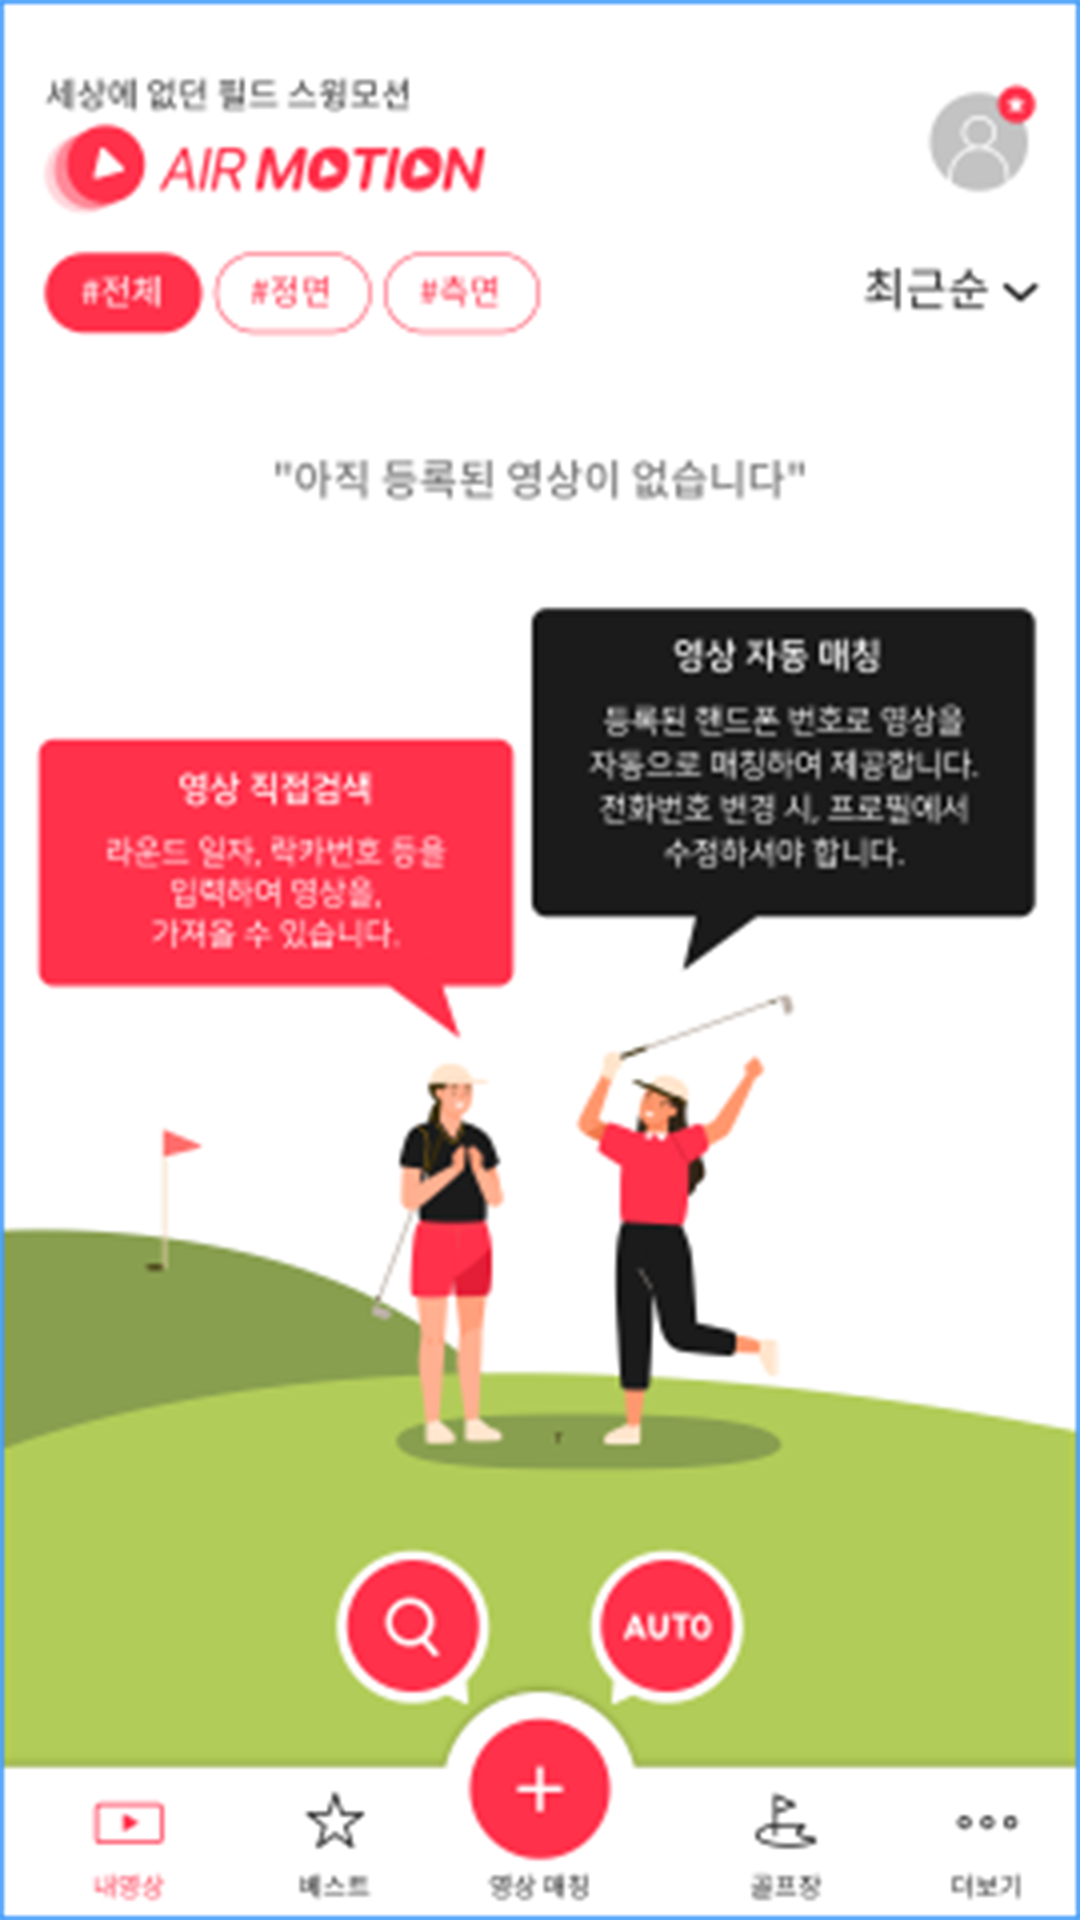 세상에 없던 필드 스윙모션
AIR MOTION
#전체 #정면 #측면 최근순
"아직 등록된 영상이 없습니다"
영상 자동 매칭
등록된 핸드폰 번호로 영상을
자동으로 매칭하여 제공합니다.
전화번호 변경 시, 프로필에서
수정하셔야 합니다.
영상 직접검색
라운드 일자, 락카번호 등을
입력하여 영상을,
가져올 수 있습니다.
AUTO
내영상 베스트 영상 매칭 골프장 더보기